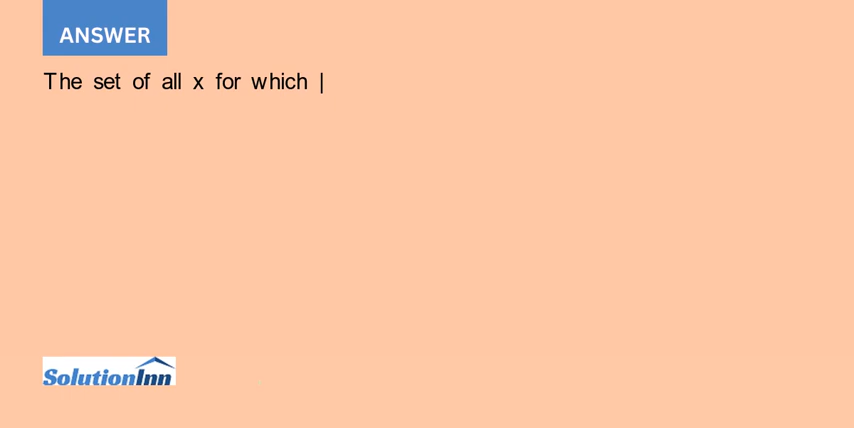 ANSWER
The set of all x for which |
SolutionInn